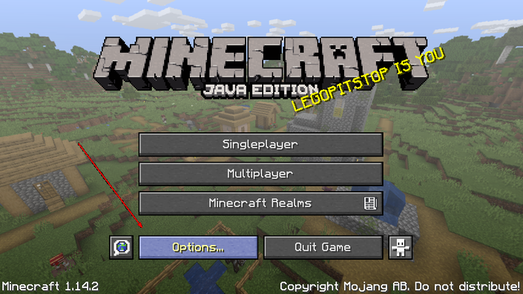 MINECRAFT
JAVA EDITION
LEGOPITSTOP IS YOU
Singleplayer
Multiplayer
Minecraft Realms
Options...
Quit Game
Minecraft 1.14.2
Copyright Mojang AB. Do not distribute!